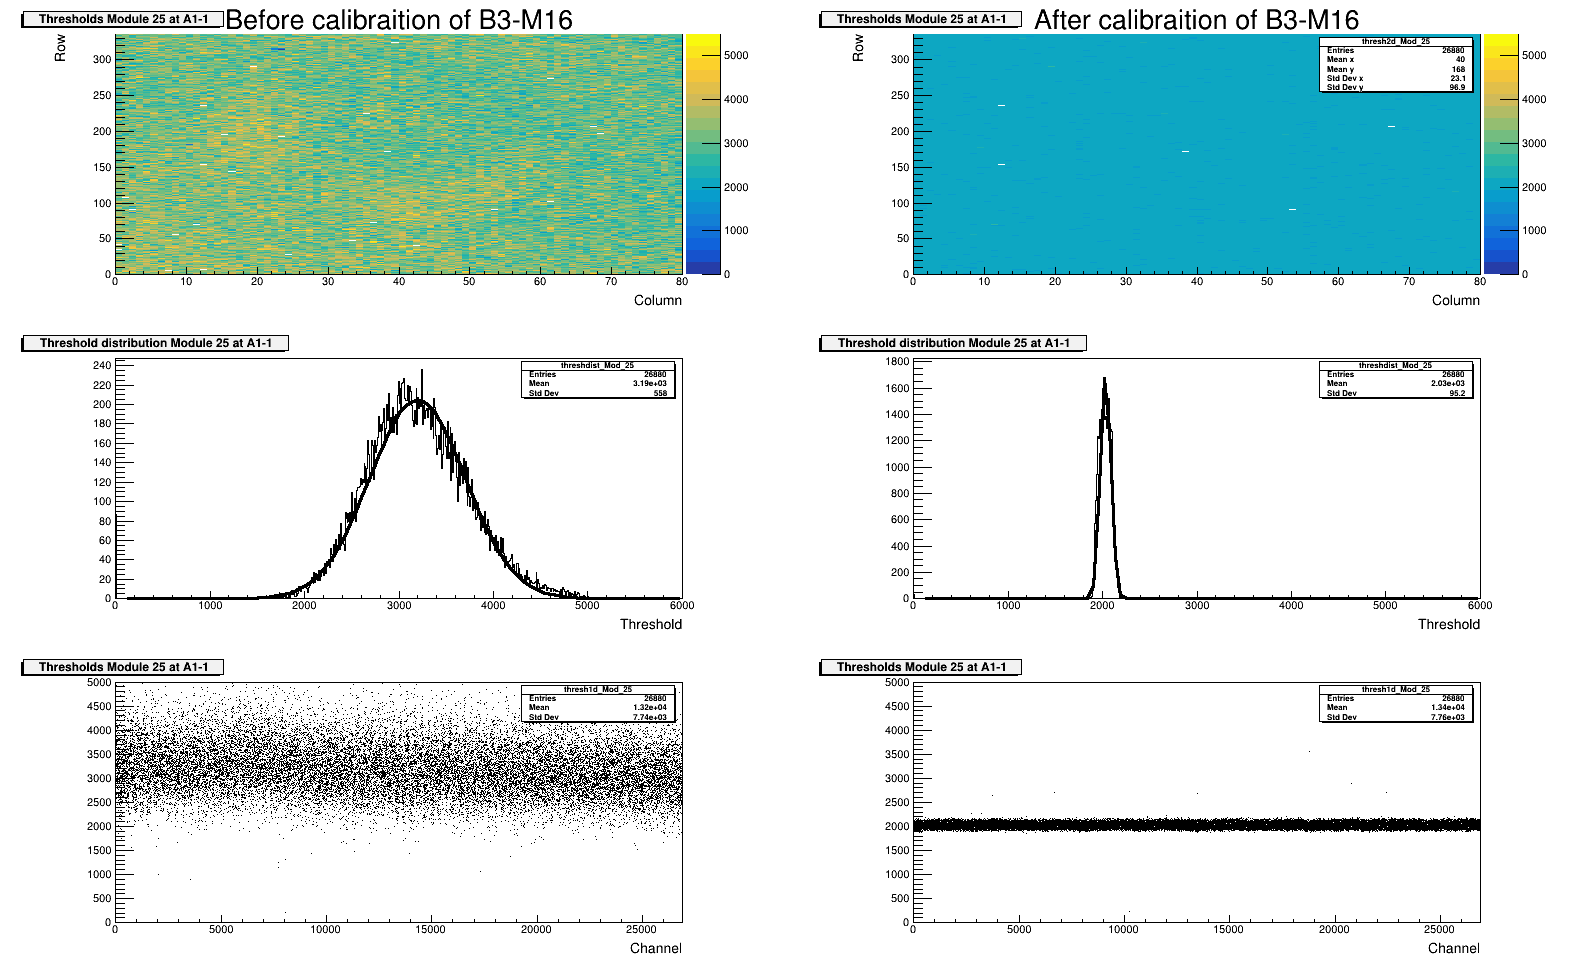 Before calibraition of B3-M16
Thresholds Module 25 at A1-1
Row
300
250
200
150
100
50
0
0 10 20 30 40 50 60 70 80
Column
5000
4000
3000
2000
1000
0
After calibraition of B3-M16
Thresholds Module 25 at A1-1
Row
thresh2d_Mod_25
Entries 26880
Mean x 40
Mean y 168
Std Dev x 23.1
Std Dev y 96.9
300
250
200
150
100
50
0
0 10 20 30 40 50 60 70 80
Column
5000
4000
3000
2000
1000
0
Threshold distribution Module 25 at A1-1
threshdist_Mod_25
Entries 26880
Mean 3.19e+03
Std Dev 558
240
220
200
180
160
140
120
100
80
60
40
20
0
0 1000 2000 3000 4000 5000 6000
Threshold
Threshold distribution Module 25 at A1-1
threshdist_Mod_25
Entries 26880
Mean 2.03e+03
Std Dev 95.2
1800
1600
1400
1200
1000
800
600
400
200
0
0 1000 2000 3000 4000 5000 6000
Threshold
Thresholds Module 25 at A1-1
thresh1d_Mod_25
Entries 26880
Mean 1.32e+04
Std Dev 7.74e+03
5000
4500
4000
3500
3000
2500
2000
1500
1000
500
0
0 5000 10000 15000 20000 25000
Channel
Thresholds Module 25 at A1-1
thresh1d_Mod_25
Entries 26880
Mean 1.34e+04
Std Dev 7.76e+03
5000
4500
4000
3500
3000
2500
2000
1500
1000
500
0
0 5000 10000 15000 20000 25000
Channel